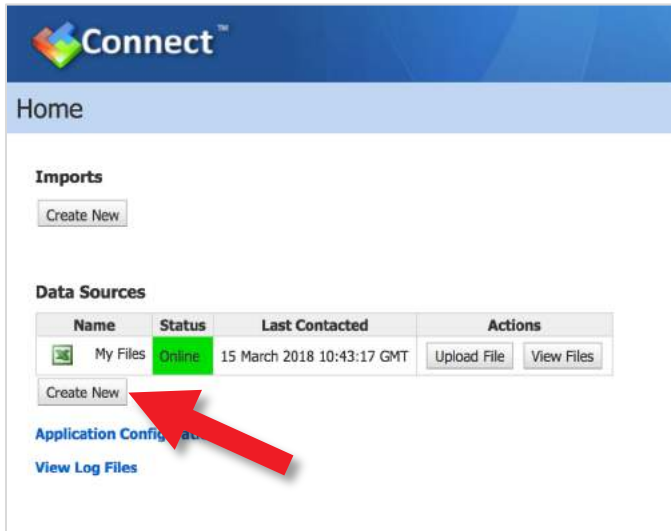 Connect™
Home
Imports
Create New
Data Sources
Name Status Last Contacted Actions
My Files Online 15 March 2018 10:43:17 GMT Upload File View Files
Create New
Application
View Log Files